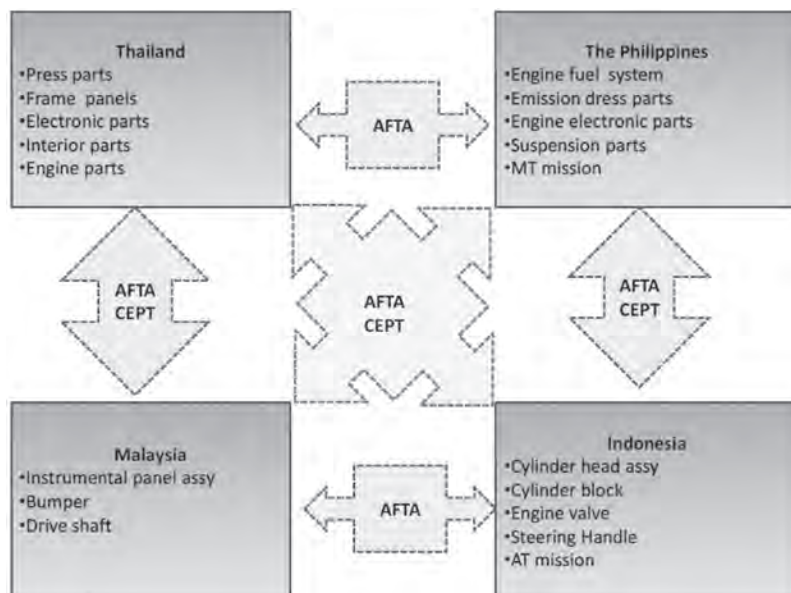 Thailand
•Press parts
•Frame panels
•Electronic parts
•Interior parts
•Engine parts
AFTA
The Philippines
•Engine fuel system
•Emission dress parts
•Engine electronic parts
•Suspension parts
•MT mission
AFTA
CEPT
AFTA
CEPT
AFTA
CEPT
Malaysia
•Instrumental panel assy
•Bumper
•Drive shaft
AFTA
Indonesia
•Cylinder head assy
•Cylinder block
•Engine valve
•Steering Handle
•AT mission